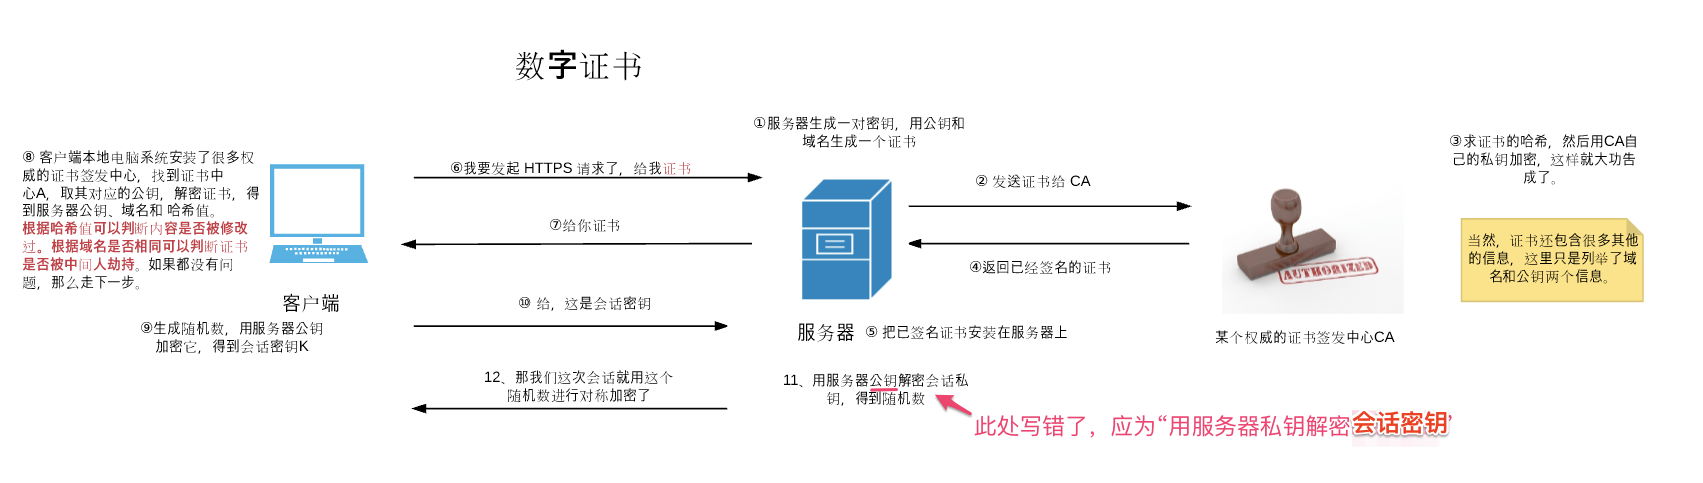 数字证书
①服务器生成一对密钥，用公钥和
域名生成一个证书
③求证书的哈希，然后用CA自
己的私钥加密，这样就大功告
成了。
⑧ 客户端本地电脑系统安装了很多权
威的证书签发中心，找到证书中
心A，取其对应的公钥，解密证书，得
到服务器公钥、域名和 哈希值。
根据哈希值可以判断内容是否被修改
过。根据域名是否相同可以判断证书
是否被中间人劫持。如果都没有问
题，那么走下一步。
⑥我要发起 HTTPS 请求了，给我证书
② 发送证书给 CA
⑦给你证书
④返回已经签名的证书
AUTHORIZED
当然，证书还包含很多其他
的信息，这里只是列举了域
名和公钥两个信息。
客户端
⑩ 给，这是会话密钥
⑨生成随机数，用服务器公钥
加密它，得到会话密钥K
服务器
⑤ 把已签名证书安装在服务器上
某个权威的证书签发中心CA
12、那我们这次会话就用这个
随机数进行对称加密了
11、用服务器公钥解密会话私
钥，得到随机数
此处写错了，应为“用服务器私钥解密会话密钥”